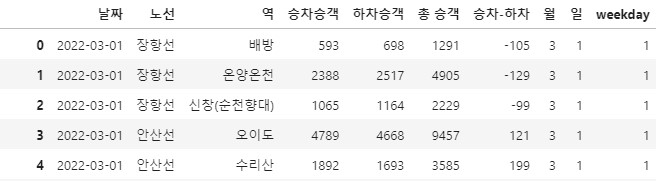 날짜 노선 역 승차승객 하차승객 총 승객 승차-하차 월 일 weekday
0 2022-03-01 장항선 배방 593 698 1291 -105 3 1 1
1 2022-03-01 장항선 온양온천 2388 2517 4905 -129 3 1 1
2 2022-03-01 장항선 신창(순천향대) 1065 1164 2229 -99 3 1 1
3 2022-03-01 안산선 오이도 4789 4668 9457 121 3 1 1
4 2022-03-01 안산선 수리산 1892 1693 3585 199 3 1 1